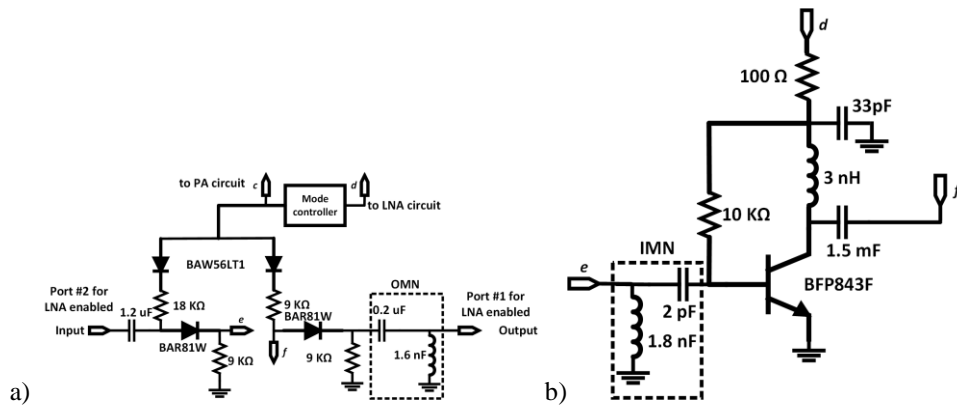 to PA circuit
c
d
Mode
controller
to LNA circuit
BAW56LT1
Port #2 for
LNA enabled
18 KΩ
9 KΩ
BAR81W
OMN
Port #1 for
LNA enabled
1.2 uF
0.2 uF
Input
e
Output
BAR81W
f
9 KΩ
9 KΩ
1.6 nF
a)
d
100 Ω
33pF
3 nH
f
10 KΩ
IMN
1.5 mF
e
BFP843F
2 pF
1.8 nF
b)